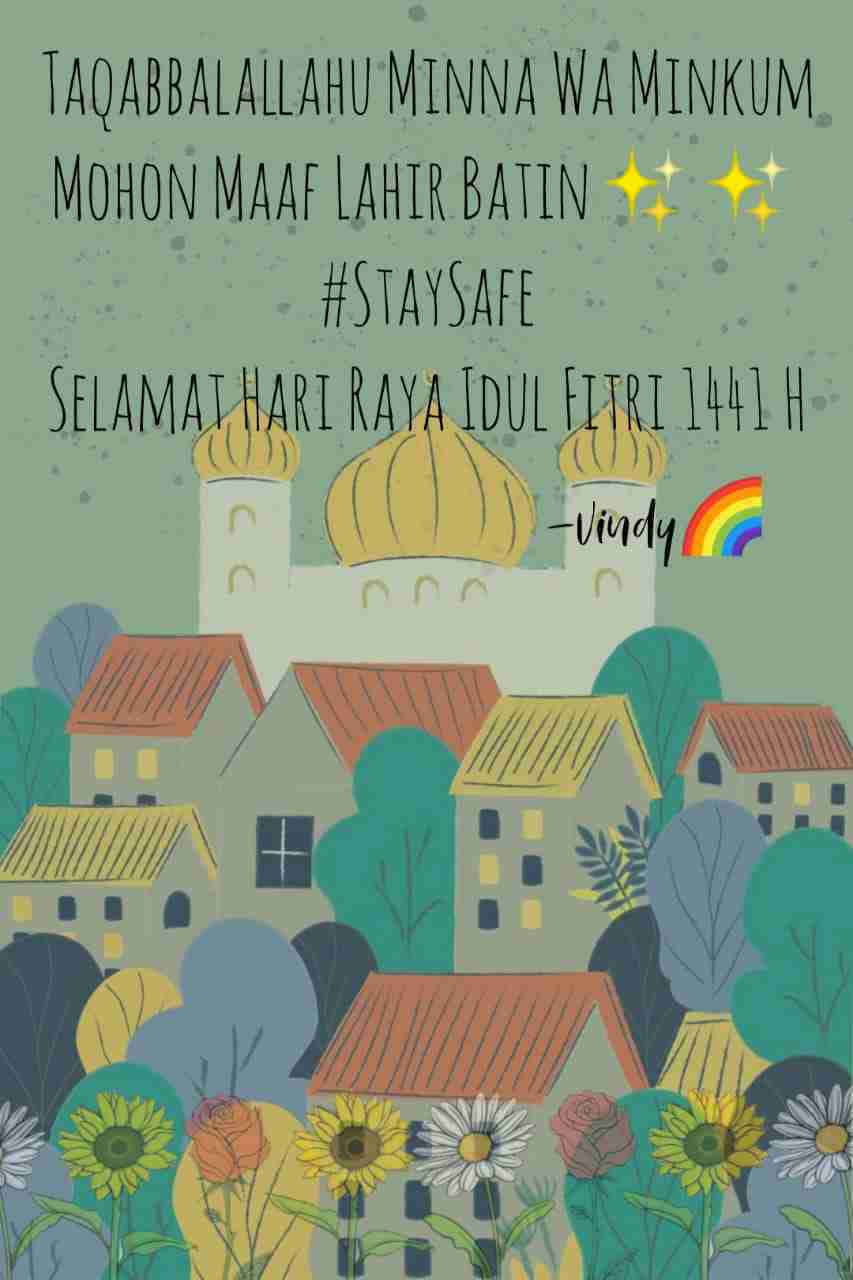 Taqabbalallahu Minna Wa Minkum
Mohon Maaf Lahir Batin ✨ ✨
#StaySafe
Selamat Hari Raya Idul Fitri 1441 H
-Vindy🌈